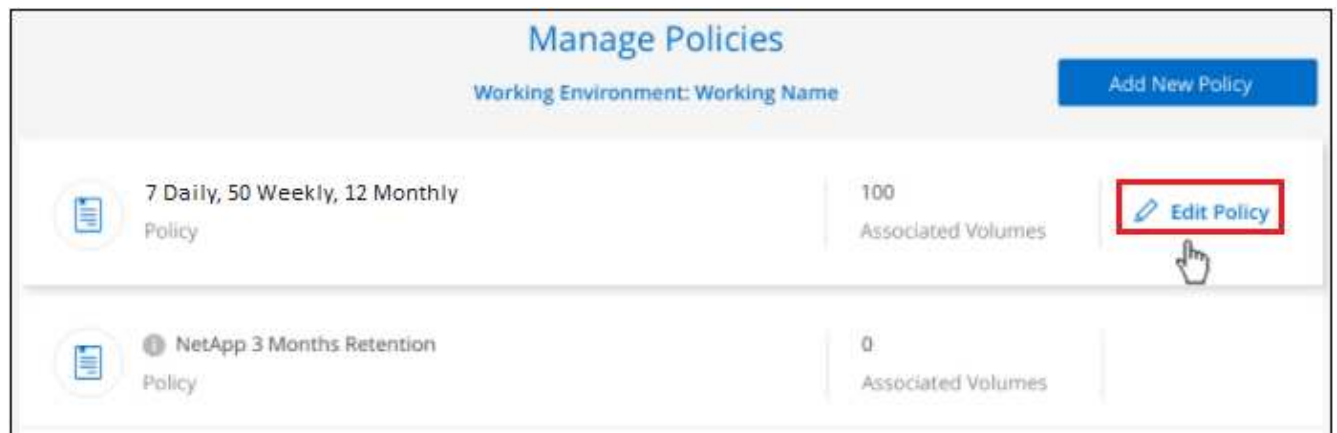 Manage Policies
Working Environment: Working Name
Add New Policy
7 Daily, 50 Weekly, 12 Monthly
Policy
100
Associated Volumes
Edit Policy
NetApp 3 Months Retention
Policy
0
Associated Volumes